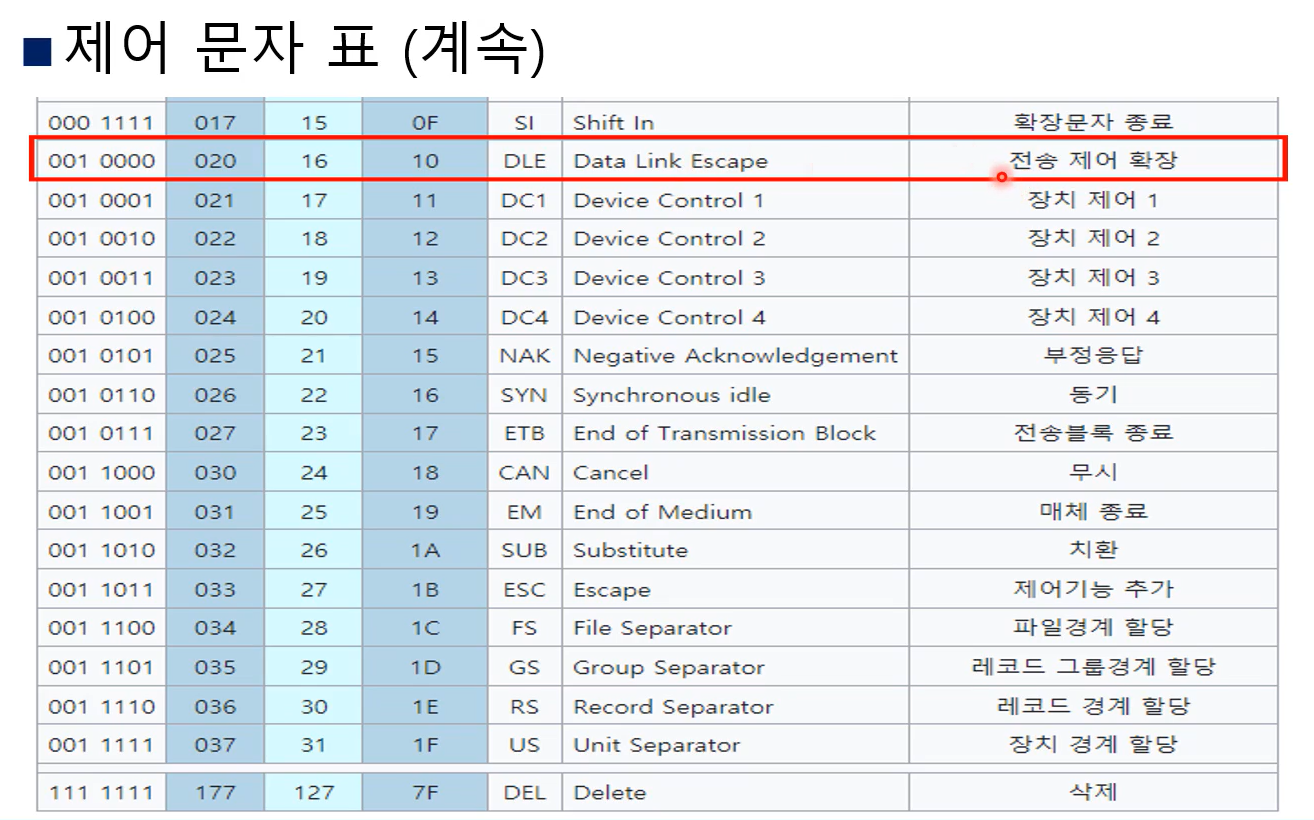 제어 문자 표 (계속)
000 1111 017 15 0F SI Shift In 확장문자 종료
001 0000 020 16 10 DLE Data Link Escape 전송 제어 확장
001 0001 021 17 11 DC1 Device Control 1 장치 제어 1
001 0010 022 18 12 DC2 Device Control 2 장치 제어 2
001 0011 023 19 13 DC3 Device Control 3 장치 제어 3
001 0100 024 20 14 DC4 Device Control 4 장치 제어 4
001 0101 025 21 15 NAK Negative Acknowledgement 부정응답
001 0110 026 22 16 SYN Synchronous idle 동기
001 0111 027 23 17 ETB End of Transmission Block 전송블록 종료
001 1000 030 24 18 CAN Cancel 무시
001 1001 031 25 19 EM End of Medium 매체 종료
001 1010 032 26 1A SUB Substitute 치환
001 1011 033 27 1B ESC Escape 제어기능 추가
001 1100 034 28 1C FS File Separator 파일경계 할당
001 1101 035 29 1D GS Group Separator 레코드 그룹경계 할당
001 1110 036 30 1E RS Record Separator 레코드 경계 할당
001 1111 037 31 1F US Unit Separator 장치 경계 할당
111 1111 177 127 7F DEL Delete 삭제